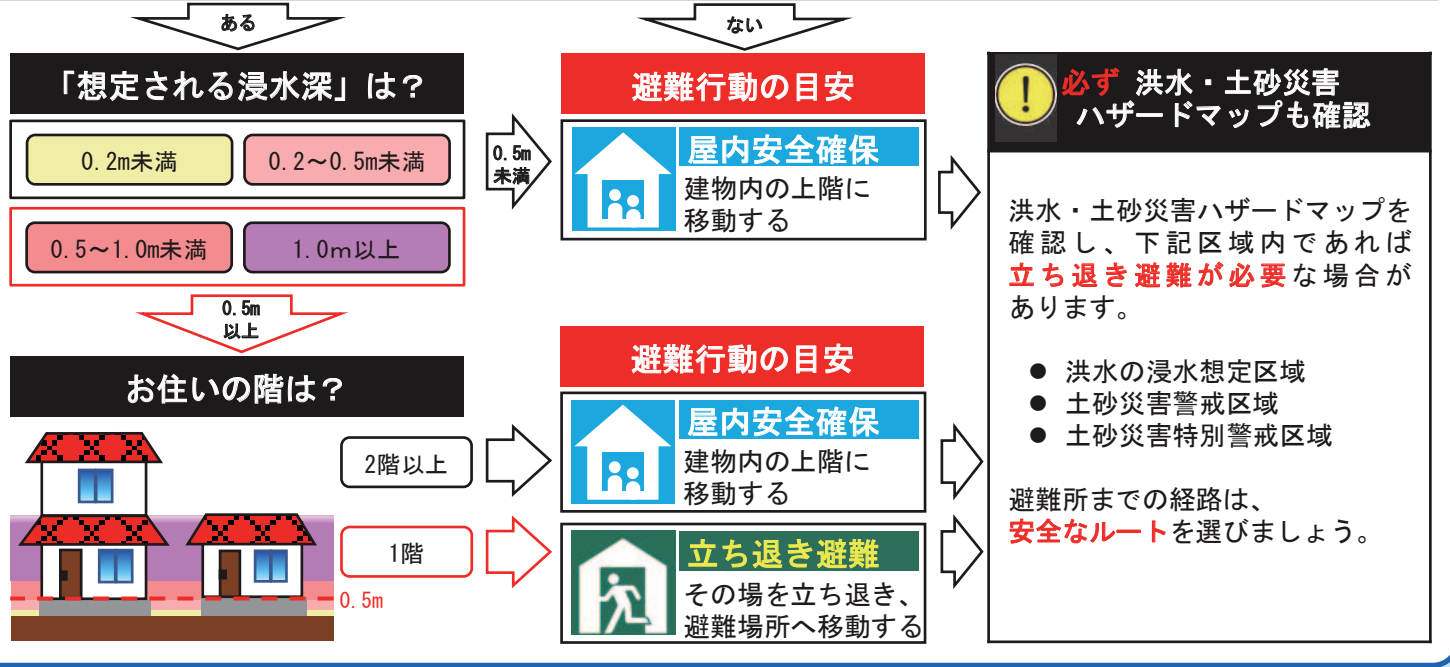 ある
ない
「想定される浸水深」は?
0.2m未満
0.2～0.5m未満
0.5～1.0m未満
1.0ｍ以上
0.5m
未満
避難行動の目安
屋内安全確保
建物内の上階に
移動する
0.5m
以上
お住いの階は?
2階以上
1階
0.5m
避難行動の目安
屋内安全確保
建物内の上階に
移動する
立ち退き避難
その場を立ち退き、
避難場所へ移動する
！
必ず 洪水・土砂災害
ハザードマップも確認
洪水・土砂災害ハザードマップを
確認し、下記区域内であれば
立ち退き避難が必要な場合が
あります。
● 洪水の浸水想定区域
● 土砂災害警戒区域
● 土砂災害特別警戒区域
避難所までの経路は、
安全なルートを選びましょう。